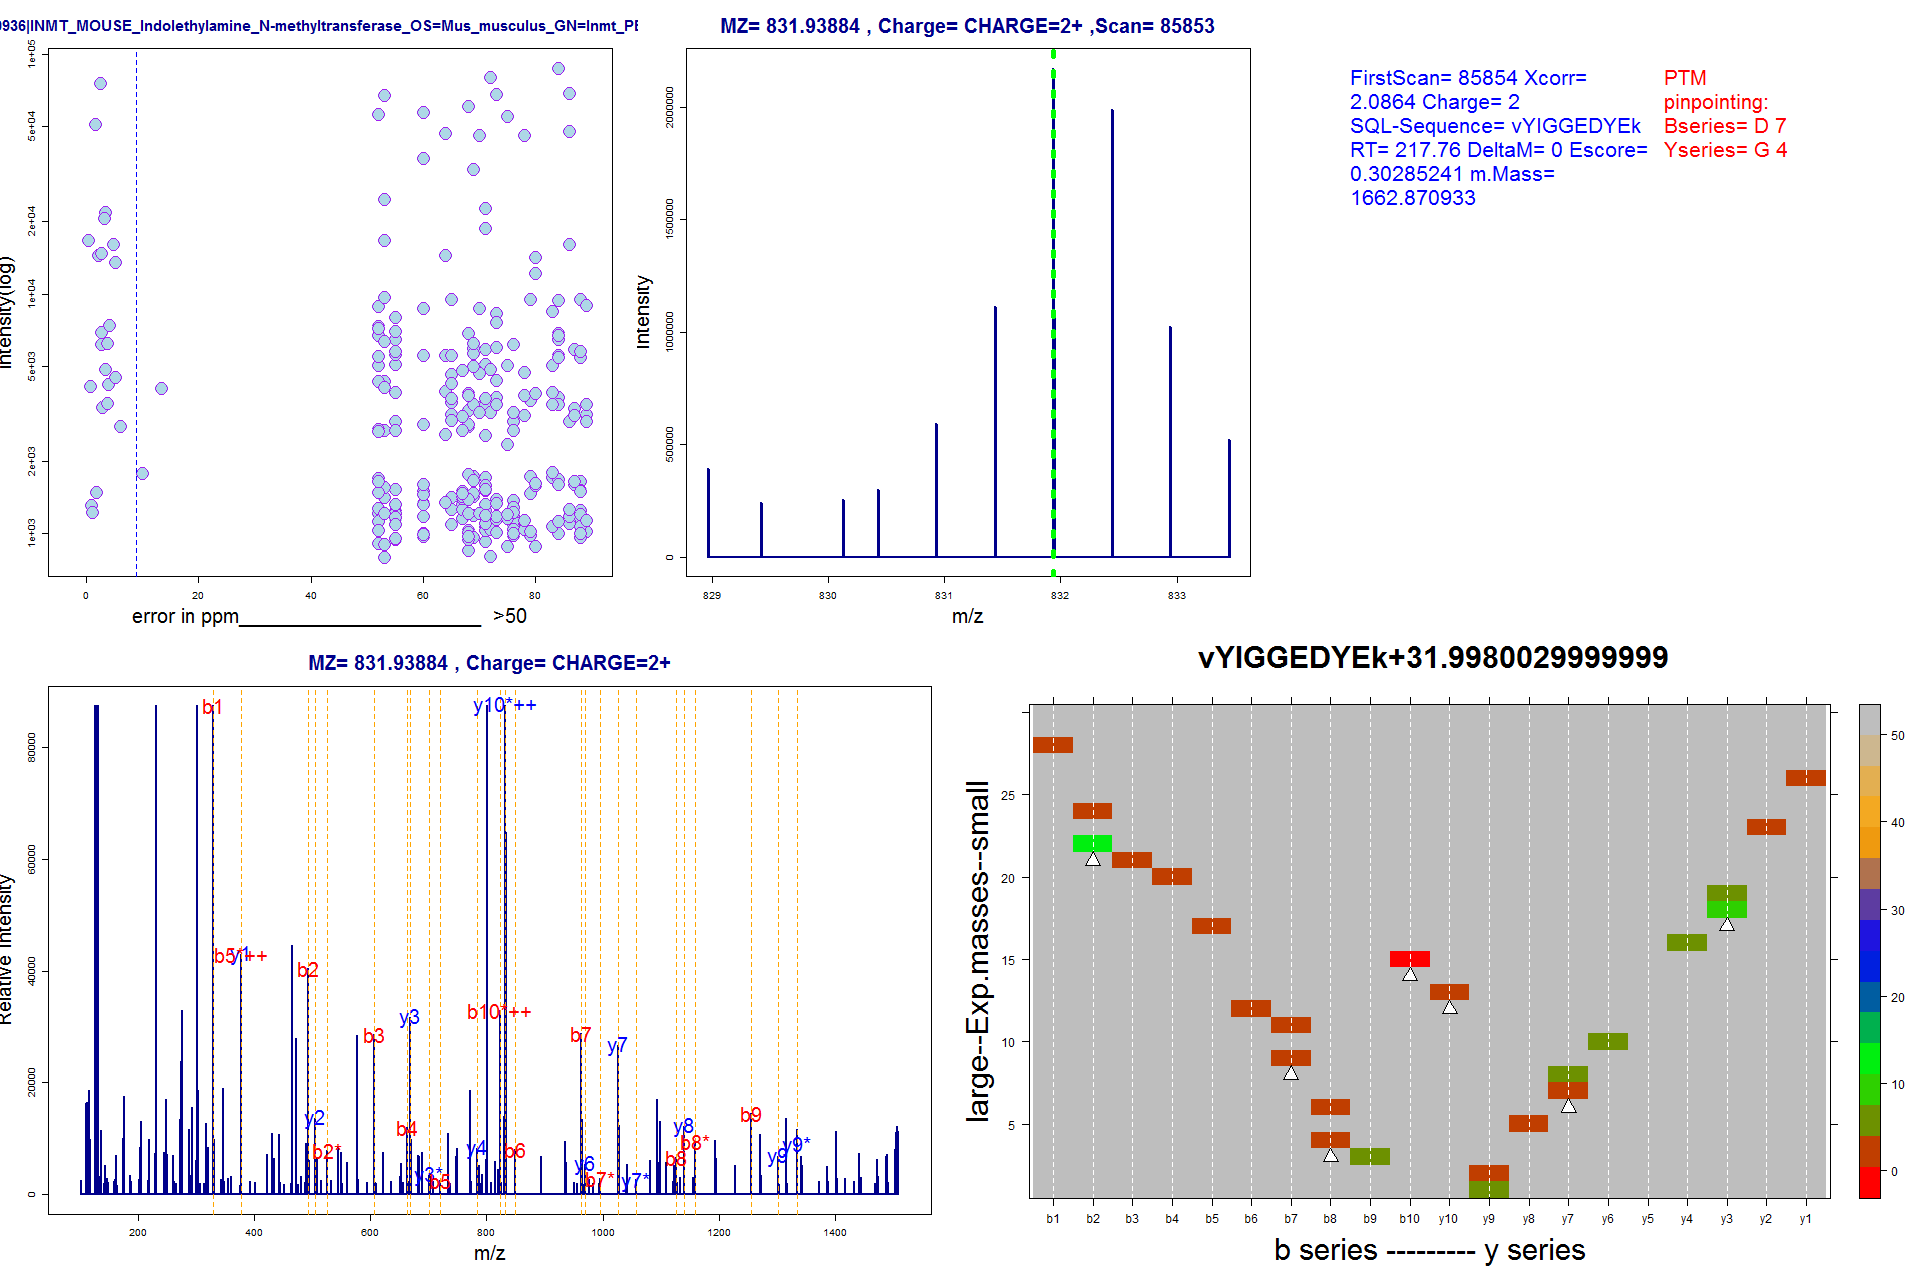 0936|INMT_MOUSE_Indolethylamine_N-methyltransferase_OS=Mus_musculus_GN=Inmt_PE
1e+05
5e+04
2e+04
1e+04
5e+03
2e+03
1e+03
Intensity(log)
0 20 40 60 80
error in ppm______________________ >50
MZ= 831.93884 , Charge= CHARGE=2+ ,Scan= 85853
2000000
1500000
1000000
500000
0
Intensity
829 830 831 832 833
m/z
FirstScan= 85854 Xcorr=
2.0864 Charge= 2
SQL-Sequence= vYIGGEDYEk
RT= 217.76 DeltaM= 0 Escore=
0.30285241 m.Mass=
1662.870933
PTM
pinpointing:
Bseries= D 7
Yseries= G 4
MZ= 831.93884 , Charge= CHARGE=2+
80000
60000
40000
20000
0
Relative Intensity
b1
y10*++
b5*++
y1
b2
b10*++
y3
b3
b7
y7
y2
b4
b9
y8
b2*
y4
b6
b8*
y9*
b8
y9
y6
y3*
b5
b7*
y7*
200 400 600 800 1000 1200 1400
m/z
vYIGGEDYEk+31.9980029999999
25
20
15
10
5
large--Exp.masses--small
b1 b2 b3 b4 b5 b6 b7 b8 b9 b10 y10 y9 y8 y7 y6 y5 y4 y3 y2 y1
b series --------- y series
50
40
30
20
10
0